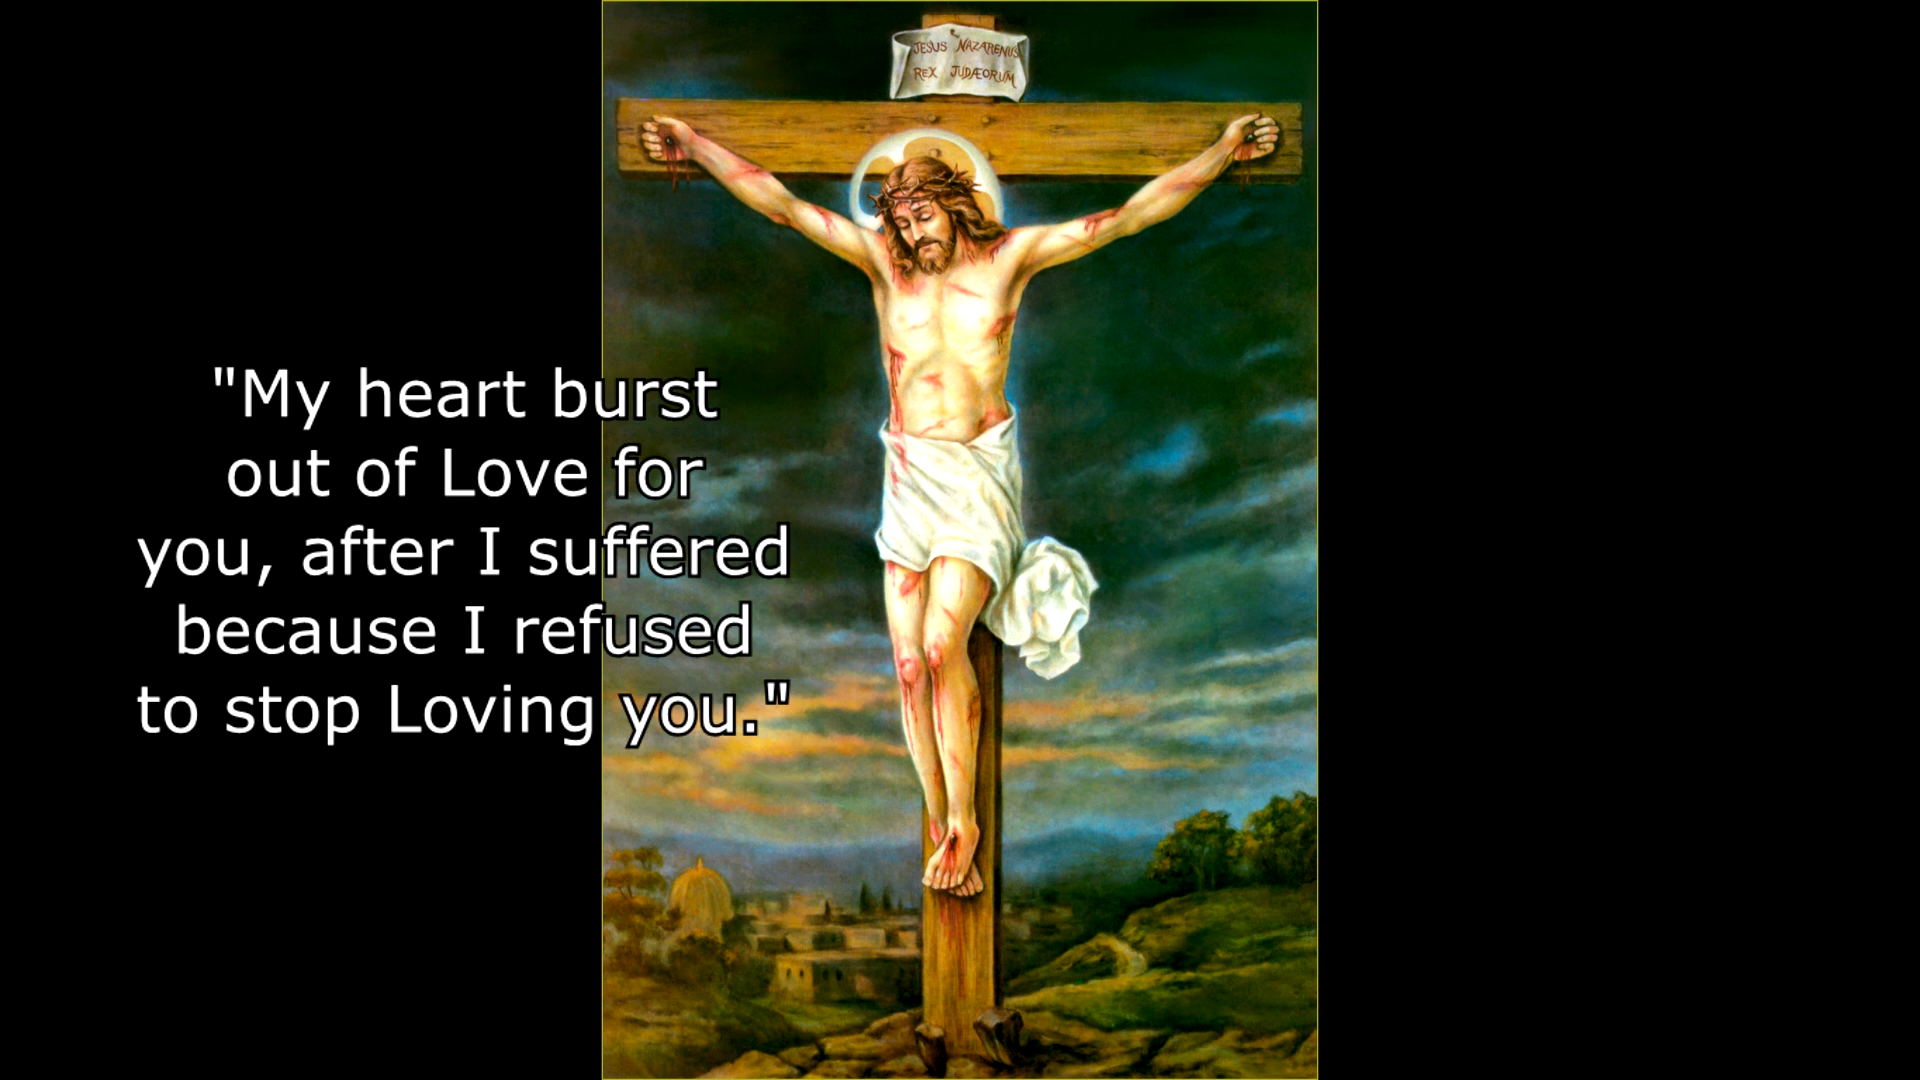 JESUS NAZARENUS
REX JUDÆORUM
"My heart burst
out of Love for
you, after I suffered
because I refused
to stop Loving you."